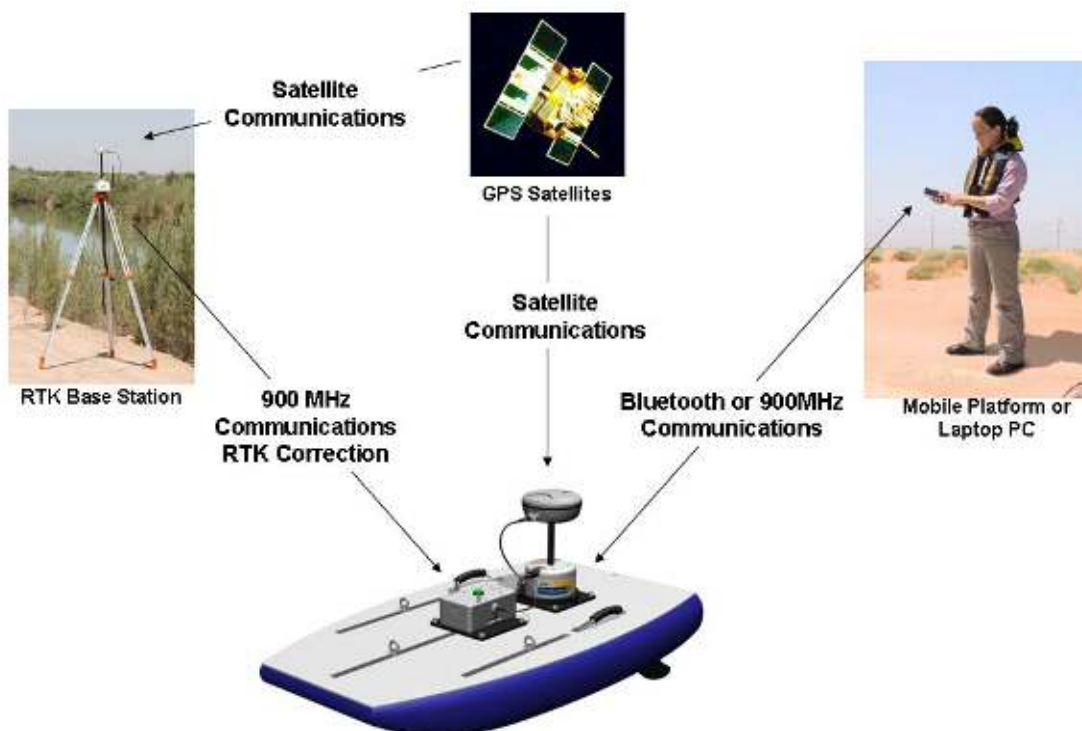 Satellite
Communications
GPS Satellites
RTK Base Station
Satellite
Communications
900 MHz
Communications
RTK Correction
Bluetooth or 900MHz
Communications
Mobile Platform or
Laptop PC